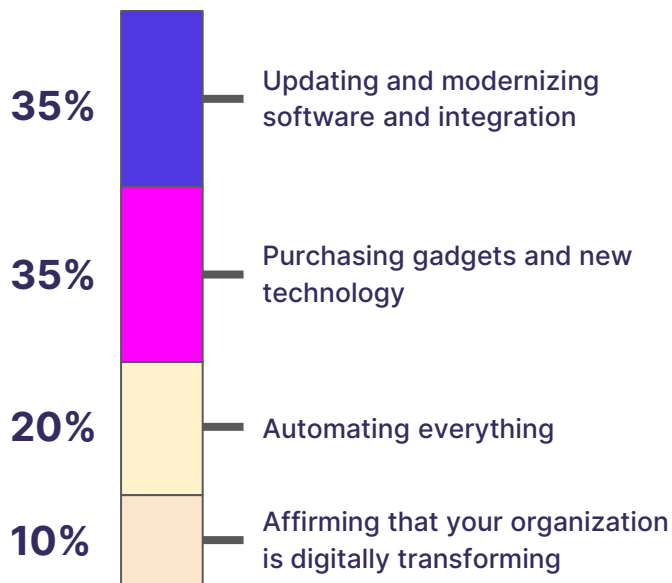 35%
Updating and modernizing
software and integration
35%
Purchasing gadgets and new
technology
20%
Automating everything
10%
Affirming that your organization
is digitally transforming